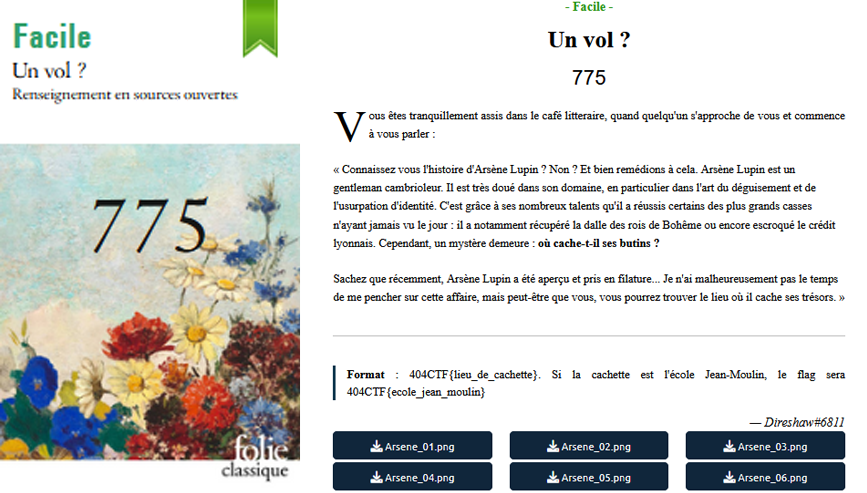 Facile
Un vol ?
Renseignement en sources ouvertes
775
folio
classique
- Facile -
Un vol ?
775
Vous êtes tranquillement assis dans le café litteraire, quand quelqu'un s'approche de vous et commence
à vous parler :
« Connaissez vous l'histoire d'Arsène Lupin ? Non ? Et bien remédions à cela. Arsène Lupin est un
gentleman cambrioleur. Il est très doué dans son domaine, en particulier dans l'art du déguisement et de
l'usurpation d'identité. C'est grâce à ses nombreux talents qu'il a réussis certains des plus grands casses
n'ayant jamais vu le jour : il a notamment récupéré la dalle des rois de Bohême ou encore escroqué le crédit
lyonnais. Cependant, un mystère demeure : où cache-t-il ses butins ?
Sachez que récemment, Arsène Lupin a été aperçu et pris en filature... Je n'ai malheureusement pas le temps
de me pencher sur cette affaire, mais peut-être que vous, vous pourrez trouver le lieu où il cache ses trésors. »
Format : 404CTF{lieu_de_cachette}. Si la cachette est l'école Jean-Moulin, le flag sera
404CTF{ecole_jean_moulin}
— Direshaw#6811
Arsene_01.png
Arsene_02.png
Arsene_03.png
Arsene_04.png
Arsene_05.png
Arsene_06.png